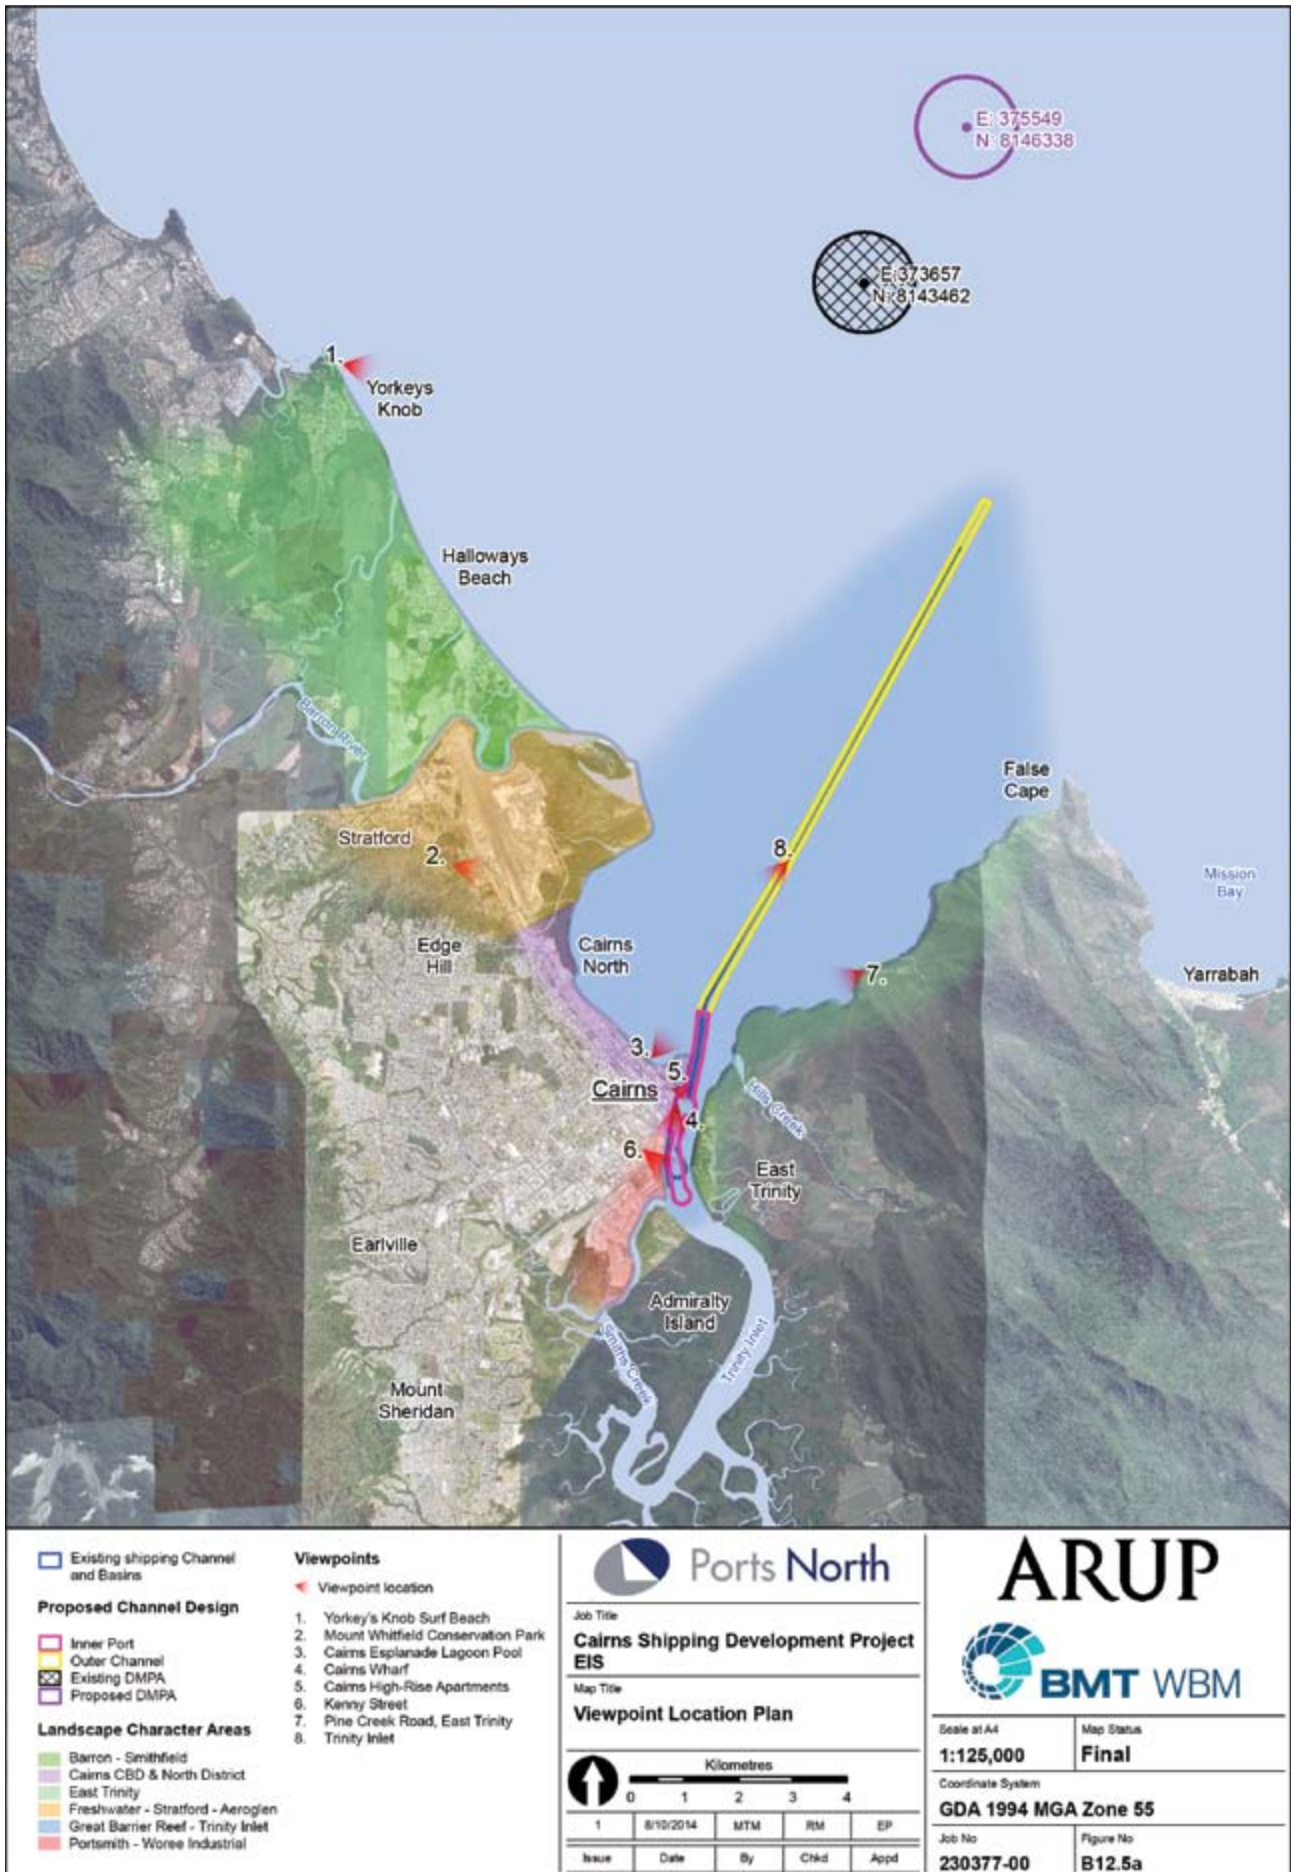 E: 375549
N: 8146338
E:373657
N: 8143462
1.
Yorkeys
Knob
Halloways
Beach
Barron River
False
Cape
Stratford
2.
8.
Mission
Bay
Edge
Hill
Cairns
North
7.
Yarrabah
3.
5.
Cairns
Hills Creek
4.
6.
East
Trinity
Earlville
Admiralty
Island
Smiths Creek
Trinity Inlet
Mount
Sheridan
Existing shipping Channel
and Basins
Proposed Channel Design
Inner Port
Outer Channel
Existing DMPA
Proposed DMPA
Landscape Character Areas
Barron - Smithfield
Cairns CBD & North District
East Trinity
Freshwater - Stratford - Aeroglen
Great Barrier Reef - Trinity Inlet
Portsmith - Woree Industrial
Viewpoints
Viewpoint location
1. Yorkey's Knob Surf Beach
2. Mount Whitfield Conservation Park
3. Cairns Esplanade Lagoon Pool
4. Cairns Wharf
5. Cairns High-Rise Apartments
6. Kenny Street
7. Pine Creek Road, East Trinity
8. Trinity Inlet
Ports North
Job Title
Cairns Shipping Development Project
EIS
Map Title
Viewpoint Location Plan
Kilometres
0 1 2 3 4
1 8/10/2014 MTM RM EP
Issue Date By Chkd Appd
ARUP
BMT WBM
Scale at A4
1:125,000
Map Status
Final
Coordinate System
GDA 1994 MGA Zone 55
Job No
230377-00
Figure No
B12.5a